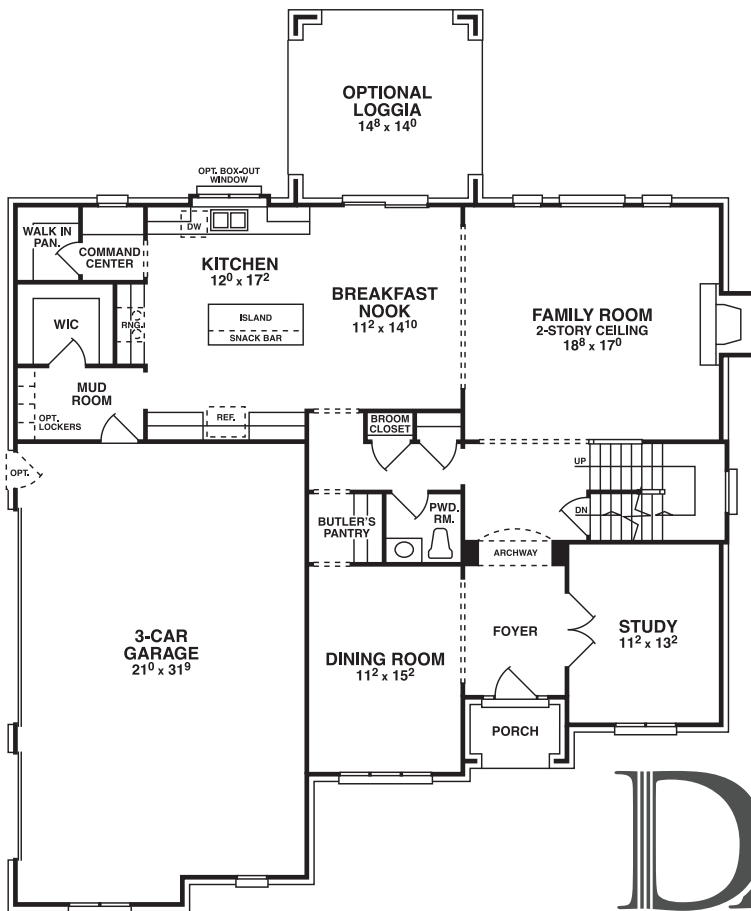 OPTIONAL
LOGGIA
14⁸ x 14⁰
OPT. BOX-OUT
WINDOW
WALK IN
PAN.
COMMAND
CENTER
DW
KITCHEN
12⁰ x 17²
BREAKFAST
NOOK
11² x 14¹⁰
FAMILY ROOM
2-STORY CEILING
18⁸ x 17⁰
WIC
RNG.
ISLAND
SNACK BAR
MUD
ROOM
OPT.
LOCKERS
REF.
BROOM
CLOSET
OPT.
UP
DN
BUTLER'S
PANTRY
PWD.
RM.
ARCHWAY
3-CAR
GARAGE
21⁰ x 31⁹
DINING ROOM
11² x 15²
FOYER
STUDY
11² x 13²
PORCH
D